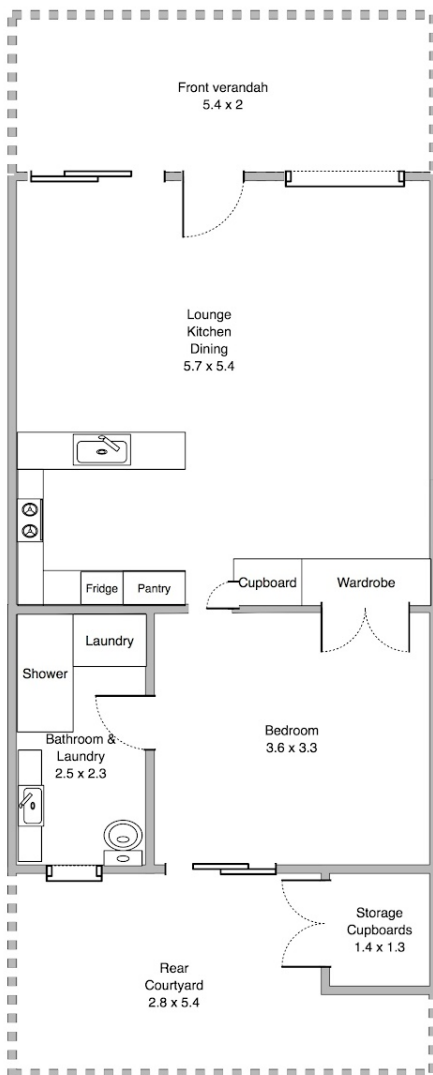 Front verandah
5.4 x 2
Lounge
Kitchen
Dining
5.7 x 5.4
Fridge
Pantry
Cupboard
Wardrobe
Laundry
Shower
Bathroom &
Laundry
2.5 x 2.3
Bedroom
3.6 x 3.3
Storage
Cupboards
1.4 x 1.3
Rear
Courtyard
2.8 x 5.4